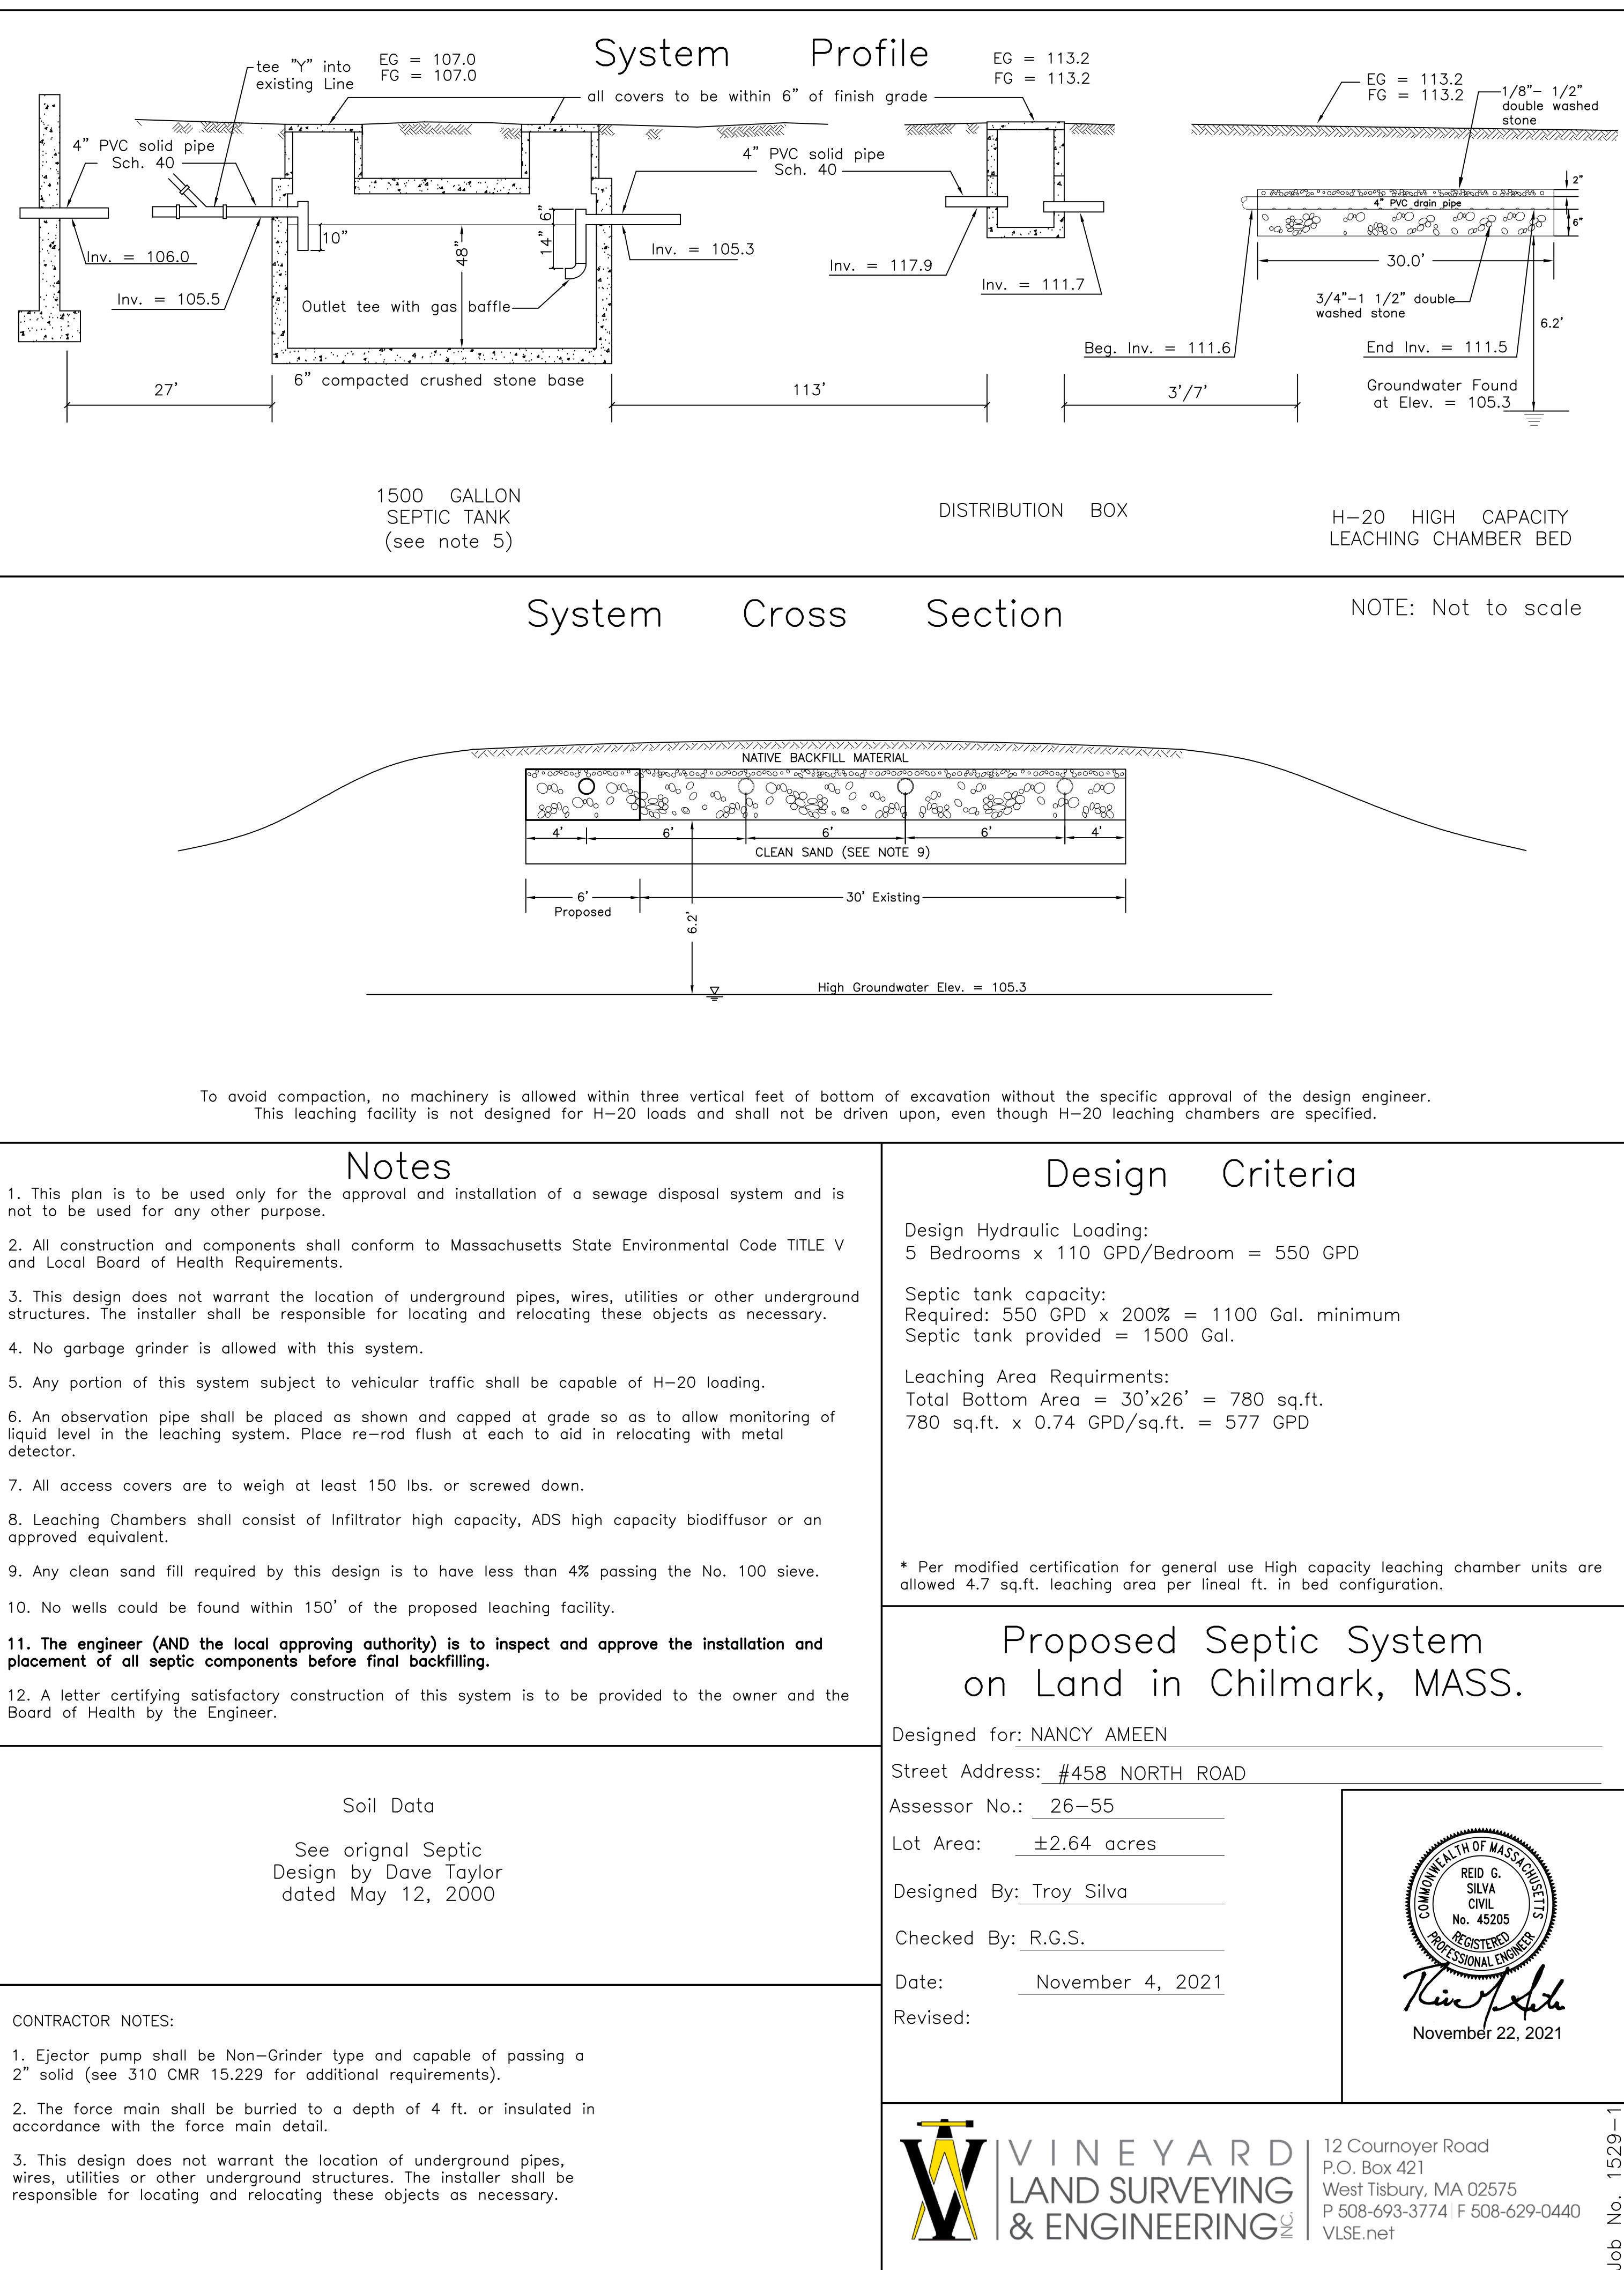 System Profile
tee "Y" into
existing Line
EG = 107.0
FG = 107.0
all covers to be within 6" of finish grade
EG = 113.2
FG = 113.2
EG = 113.2
FG = 113.2
1/8"- 1/2"
double washed
stone
4" PVC solid pipe
Sch. 40
4" PVC solid pipe
Sch. 40
2"
4" PVC drain pipe
6"
10"
48"
14"
6"
Inv. = 106.0
Inv. = 105.5
Inv. = 105.3
Inv. = 117.9
Inv. = 111.7
30.0'
Outlet tee with gas baffle
3/4"-1 1/2" double
washed stone
6.2'
Beg. Inv. = 111.6
End Inv. = 111.5
6" compacted crushed stone base
Groundwater Found
at Elev. = 105.3
27'
113'
3'/7'
1500 GALLON
SEPTIC TANK
(see note 5)
DISTRIBUTION BOX
H-20 HIGH CAPACITY
LEACHING CHAMBER BED
System Cross Section
NOTE: Not to scale
NATIVE BACKFILL MATERIAL
4'
6'
6'
6'
4'
CLEAN SAND (SEE NOTE 9)
6'
Proposed
30' Existing
6.2'
High Groundwater Elev. = 105.3
To avoid compaction, no machinery is allowed within three vertical feet of bottom of excavation without the specific approval of the design engineer.
This leaching facility is not designed for H-20 loads and shall not be driven upon, even though H-20 leaching chambers are specified.
Notes
1. This plan is to be used only for the approval and installation of a sewage disposal system and is
not to be used for any other purpose.
2. All construction and components shall conform to Massachusetts State Environmental Code TITLE V
and Local Board of Health Requirements.
3. This design does not warrant the location of underground pipes, wires, utilities or other underground
structures. The installer shall be responsible for locating and relocating these objects as necessary.
4. No garbage grinder is allowed with this system.
5. Any portion of this system subject to vehicular traffic shall be capable of H-20 loading.
6. An observation pipe shall be placed as shown and capped at grade so as to allow monitoring of
liquid level in the leaching system. Place re-rod flush at each to aid in relocating with metal
detector.
7. All access covers are to weigh at least 150 lbs. or screwed down.
8. Leaching Chambers shall consist of Infiltrator high capacity, ADS high capacity biodiffusor or an
approved equivalent.
9. Any clean sand fill required by this design is to have less than 4% passing the No. 100 sieve.
10. No wells could be found within 150' of the proposed leaching facility.
11. The engineer (AND the local approving authority) is to inspect and approve the installation and
placement of all septic components before final backfilling.
12. A letter certifying satisfactory construction of this system is to be provided to the owner and the
Board of Health by the Engineer.
Soil Data
See orignal Septic
Design by Dave Taylor
dated May 12, 2000
CONTRACTOR NOTES:
1. Ejector pump shall be Non-Grinder type and capable of passing a
2" solid (see 310 CMR 15.229 for additional requirements).
2. The force main shall be burried to a depth of 4 ft. or insulated in
accordance with the force main detail.
3. This design does not warrant the location of underground pipes,
wires, utilities or other underground structures. The installer shall be
responsible for locating and relocating these objects as necessary.
Design Criteria
Design Hydraulic Loading:
5 Bedrooms x 110 GPD/Bedroom = 550 GPD
Septic tank capacity:
Required: 550 GPD x 200% = 1100 Gal. minimum
Septic tank provided = 1500 Gal.
Leaching Area Requirments:
Total Bottom Area = 30'x26' = 780 sq.ft.
780 sq.ft. x 0.74 GPD/sq.ft. = 577 GPD
* Per modified certification for general use High capacity leaching chamber units are
allowed 4.7 sq.ft. leaching area per lineal ft. in bed configuration.
Proposed Septic System
on Land in Chilmark, MASS.
Designed for: NANCY AMEEN
Street Address: #458 NORTH ROAD
Assessor No.: 26-55
Lot Area: ±2.64 acres
Designed By: Troy Silva
Checked By: R.G.S.
Date: November 4, 2021
Revised:
COMMONWEALTH OF MASSACHUSETTS
REID G.
SILVA
CIVIL
No. 45205
REGISTERED
PROFESSIONAL ENGINEER
November 22, 2021
VINEYARD
LAND SURVEYING
& ENGINEERING INC.
12 Cournoyer Road
P.O. Box 421
West Tisbury, MA 02575
P 508-693-3774 | F 508-629-0440
VLSE.net
Job No. 1529-1